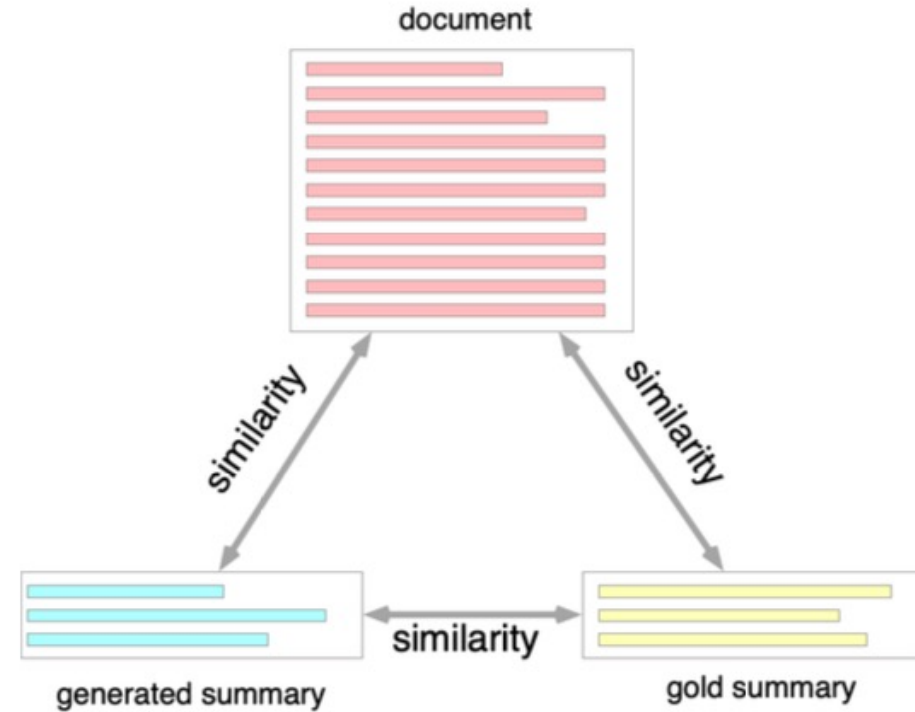 document
similarity
similarity
similarity
generated summary
gold summary